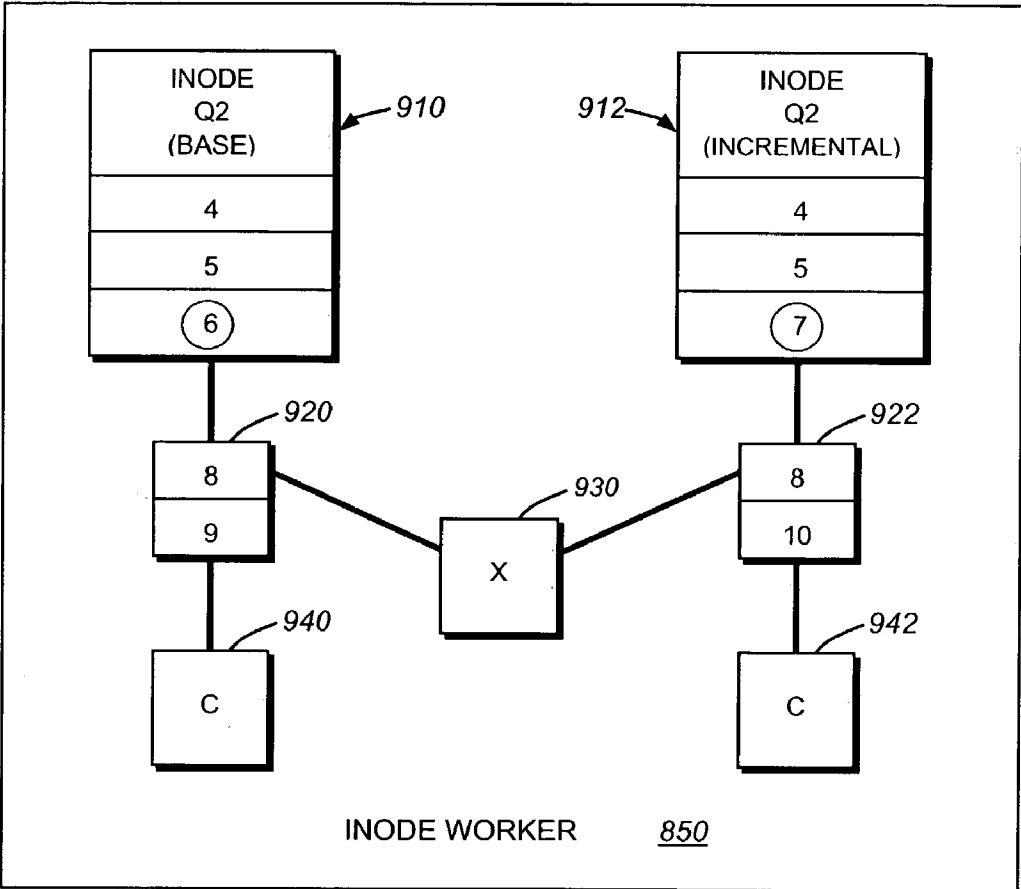 INODE
Q2
(BASE)
910
4
5
6
912
INODE
Q2
(INCREMENTAL)
4
5
7
920
8
9
922
8
10
930
X
940
C
942
C
INODE WORKER 850